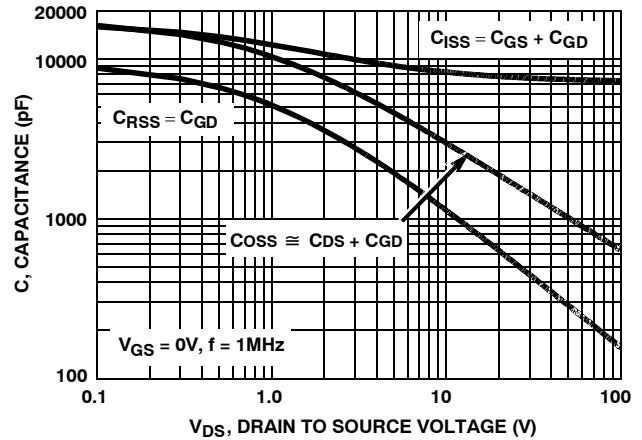 20000
10000
1000
100
C, CAPACITANCE (pF)
CISS = CGS + CGD
CRSS = CGD
COSS ≅ CDS + CGD
VGS = 0V, f = 1MHz
0.1
1.0
10
100
VDS, DRAIN TO SOURCE VOLTAGE (V)